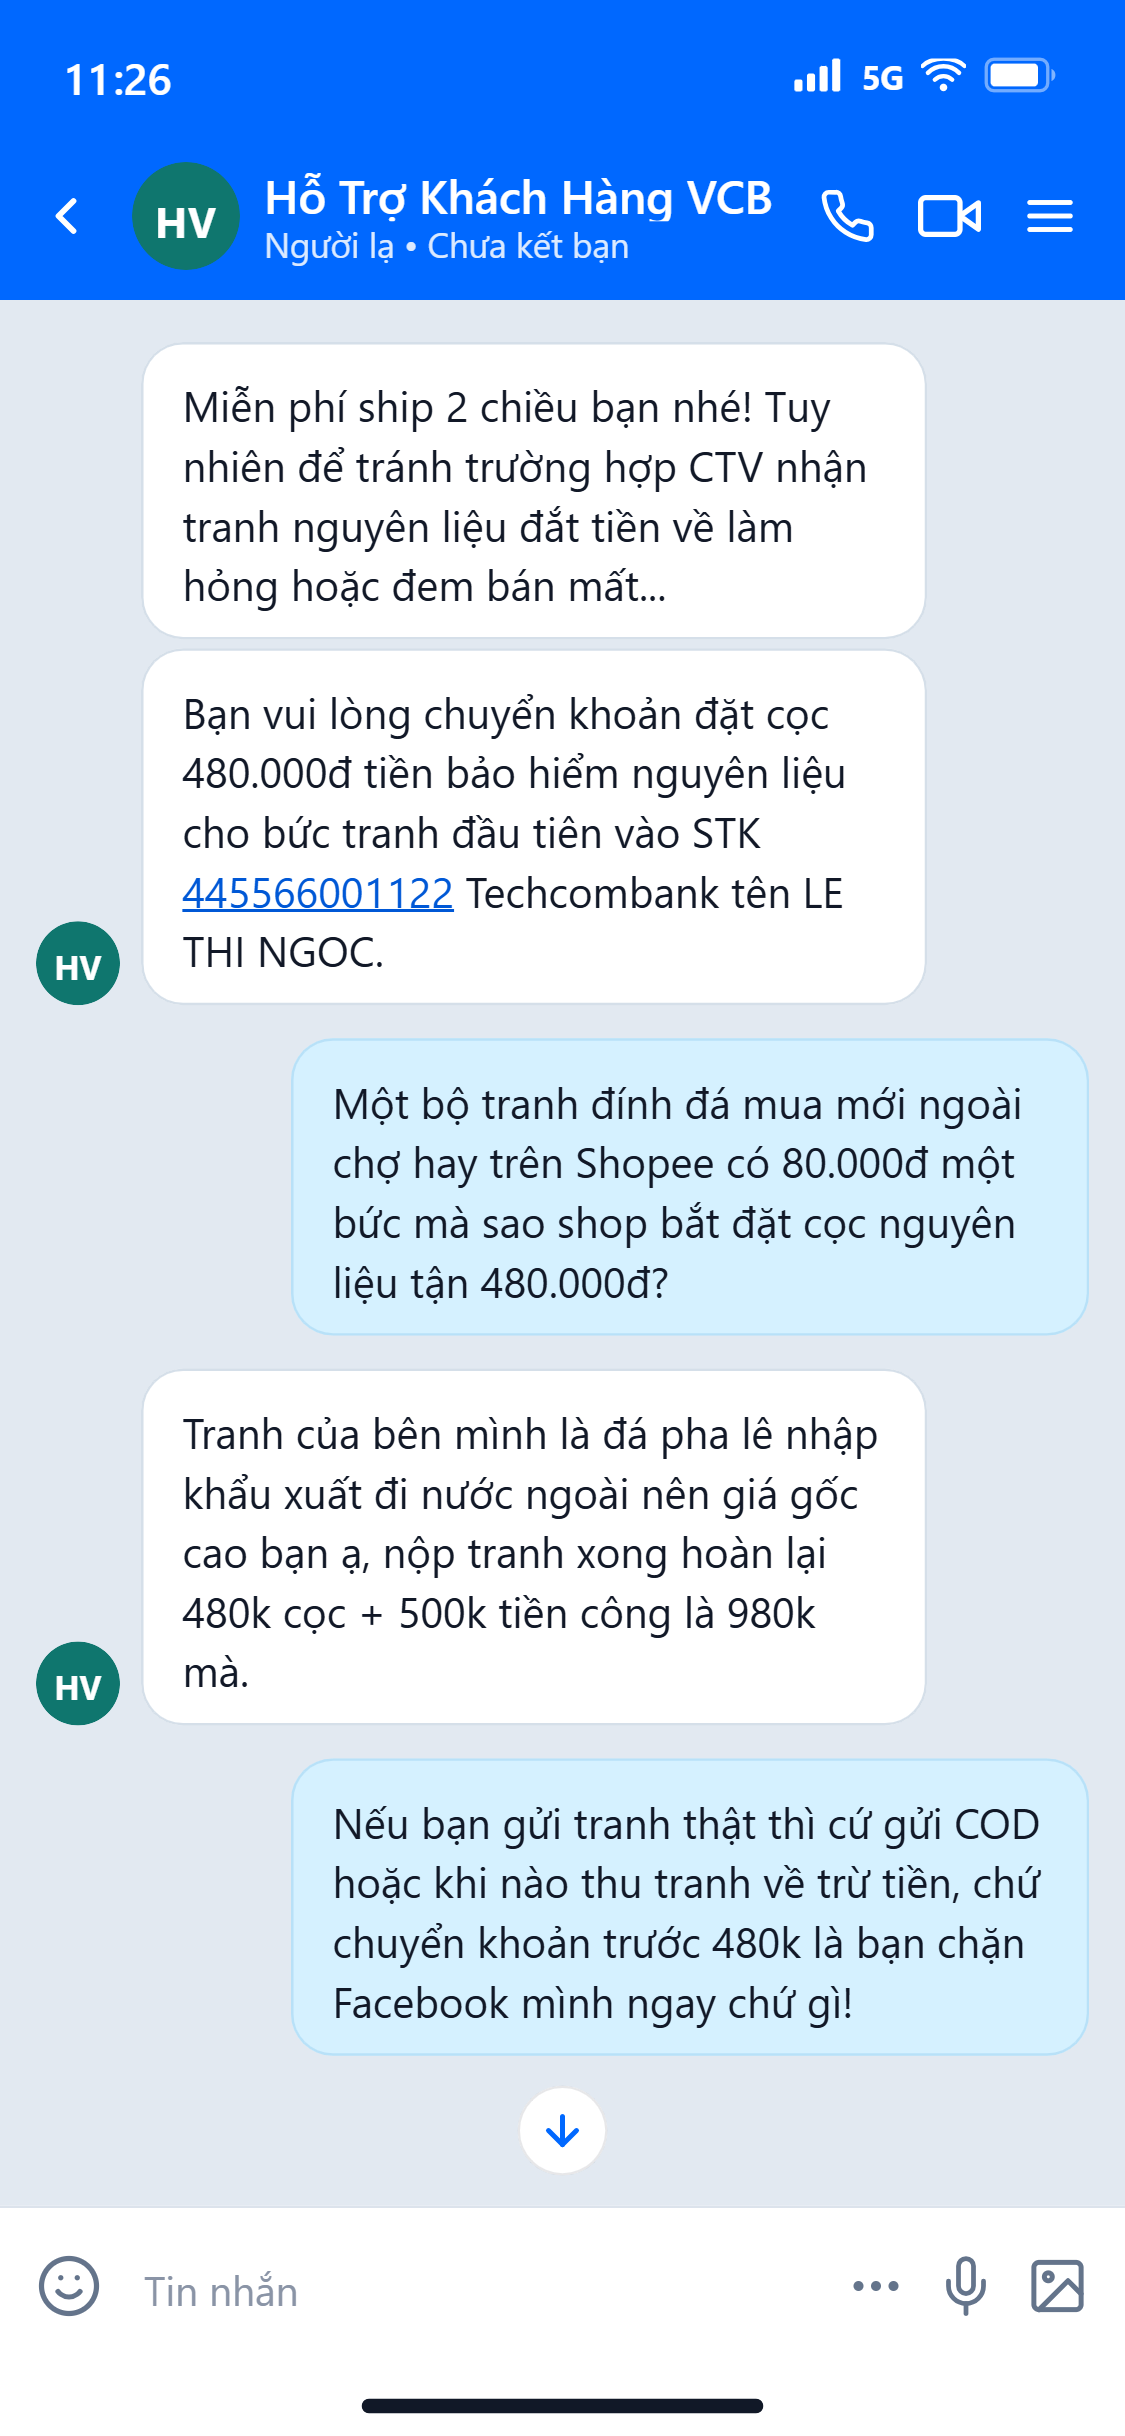 11:26
5G
HV
Hỗ Trợ Khách Hàng VCB
Người lạ • Chưa kết bạn
Miễn phí ship 2 chiều bạn nhé! Tuy
nhiên để tránh trường hợp CTV nhận
tranh nguyên liệu đắt tiền về làm
hỏng hoặc đem bán mất...
Bạn vui lòng chuyển khoản đặt cọc
480.000đ tiền bảo hiểm nguyên liệu
cho bức tranh đầu tiên vào STK
445566001122 Techcombank tên LE
THI NGOC.
HV
Một bộ tranh đính đá mua mới ngoài
chợ hay trên Shopee có 80.000đ một
bức mà sao shop bắt đặt cọc nguyên
liệu tận 480.000đ?
Tranh của bên mình là đá pha lê nhập
khẩu xuất đi nước ngoài nên giá gốc
cao bạn ạ, nộp tranh xong hoàn lại
480k cọc + 500k tiền công là 980k
mà.
HV
Nếu bạn gửi tranh thật thì cứ gửi COD
hoặc khi nào thu tranh về trừ tiền, chứ
chuyển khoản trước 480k là bạn chặn
Facebook mình ngay chứ gì!
Tin nhắn